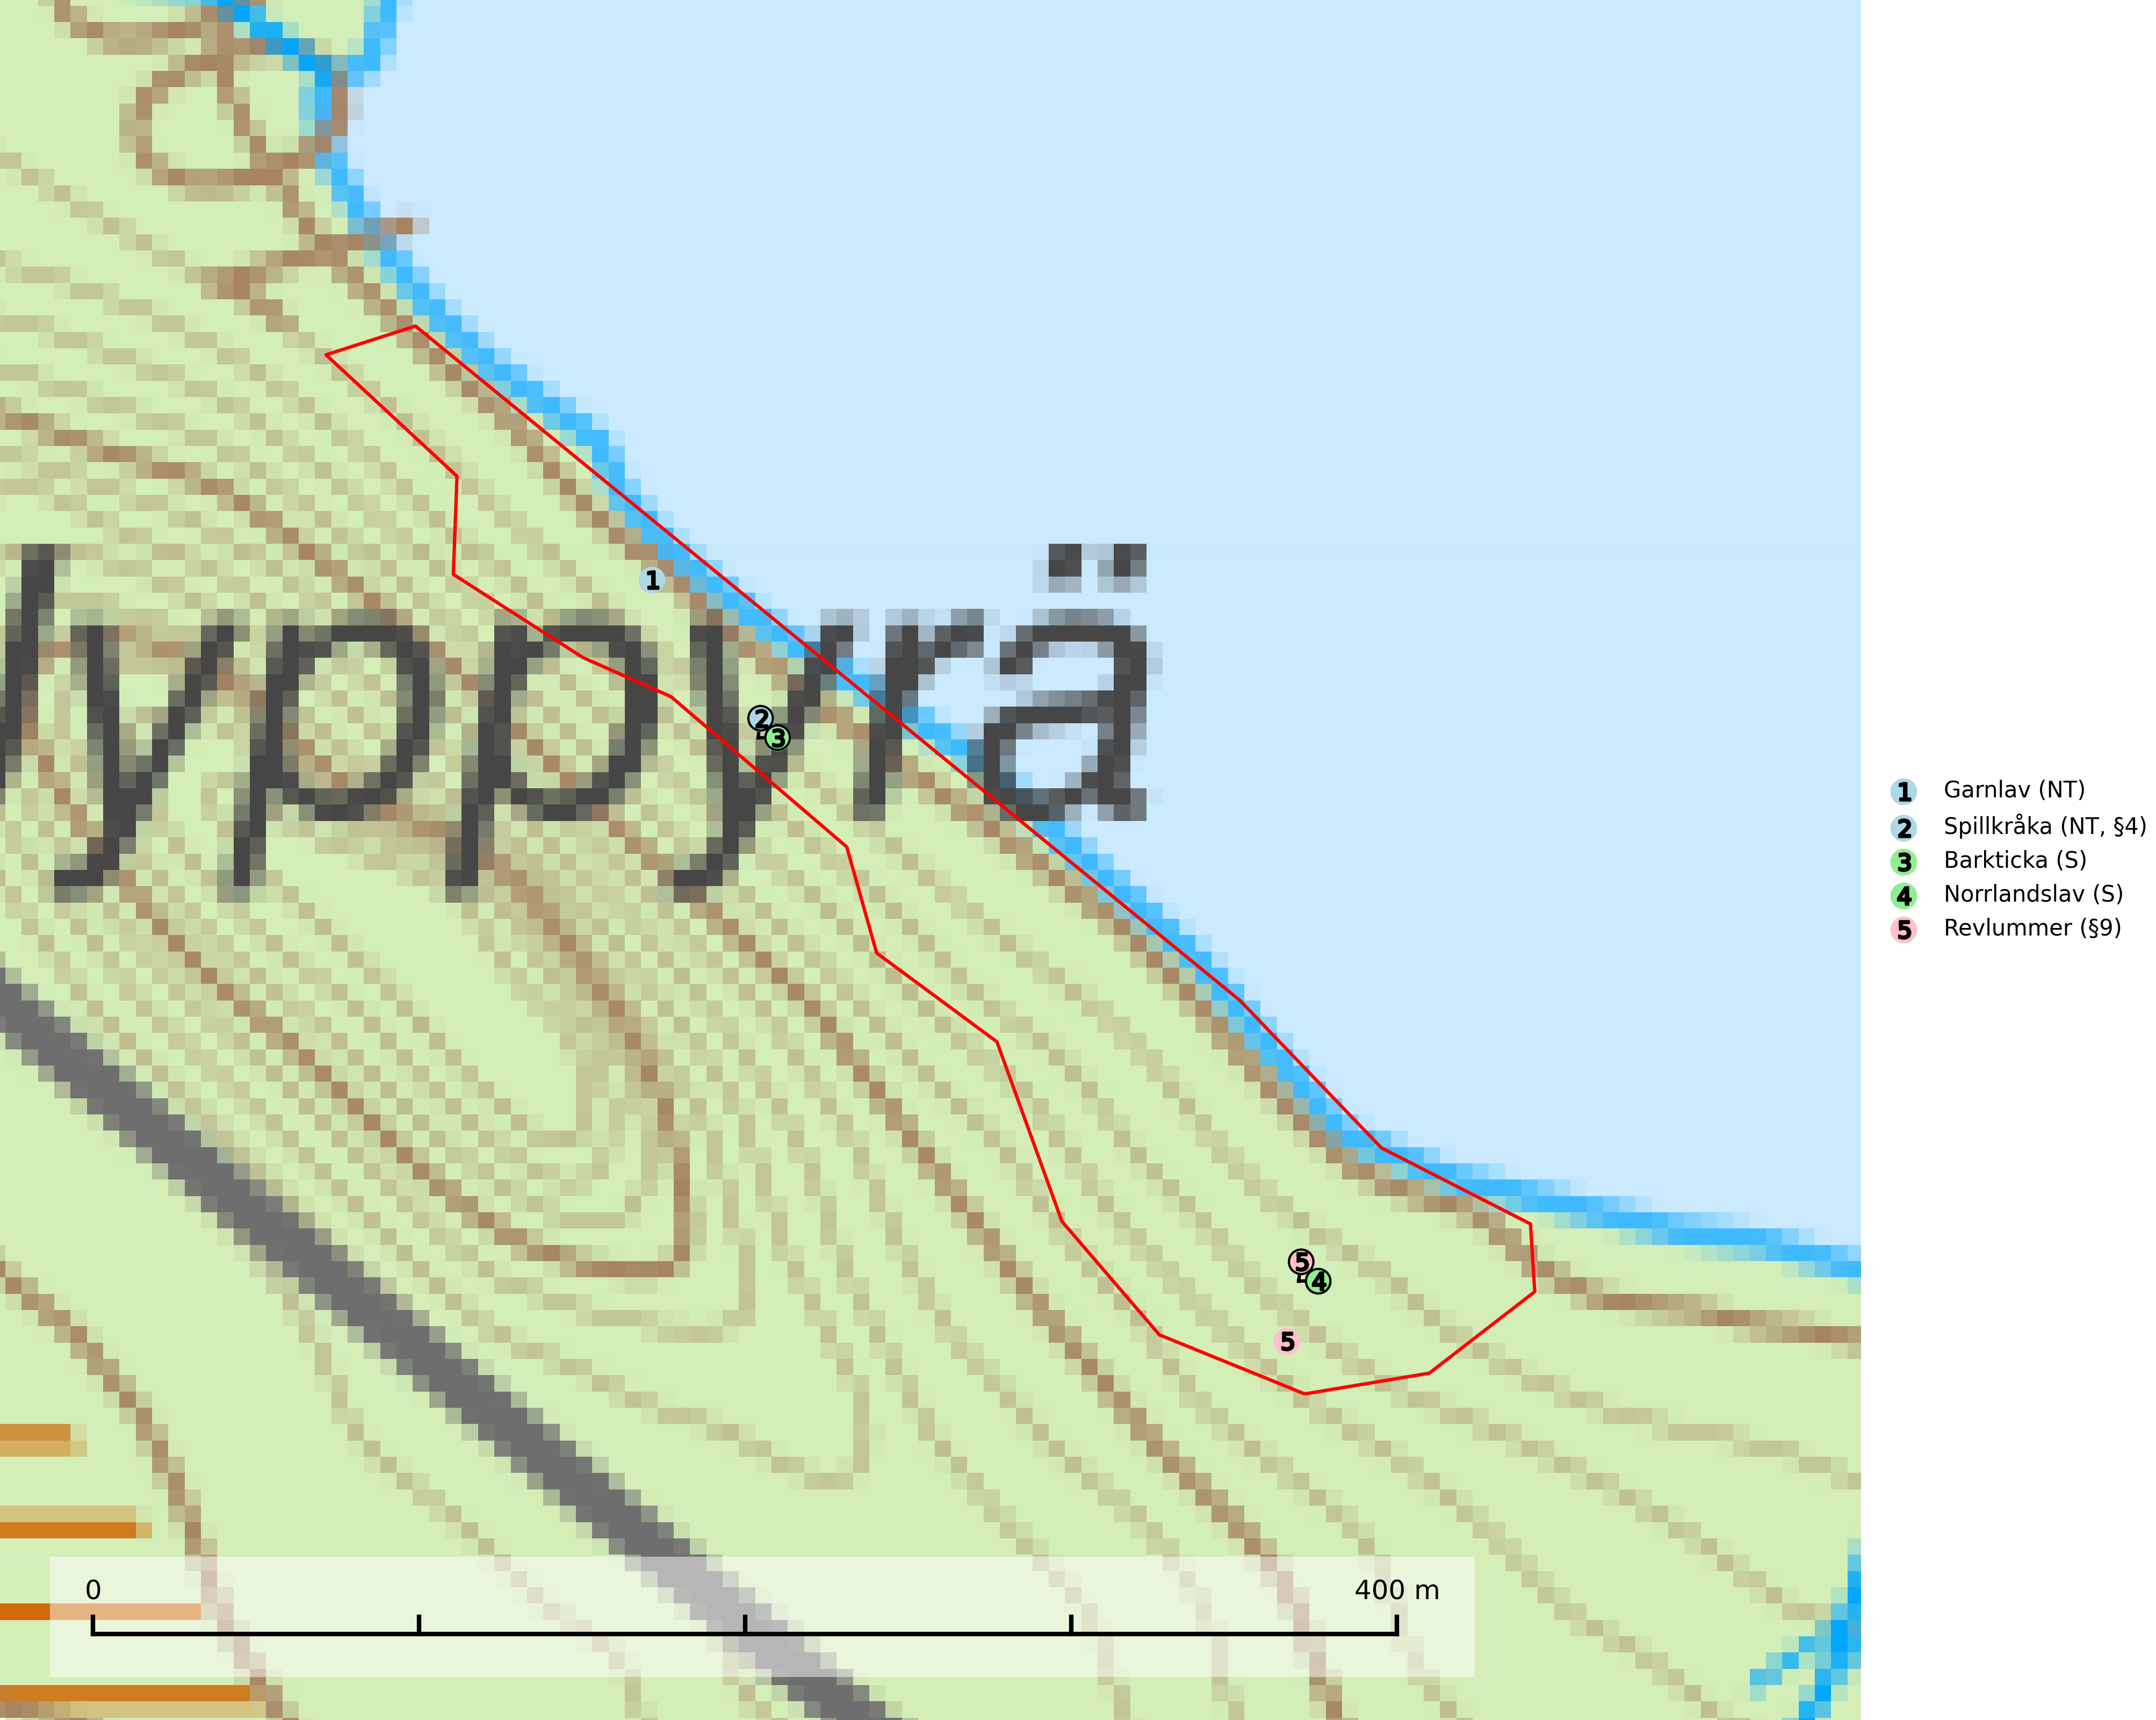 yppyrä
1
2
3
5
4
5
1 Garnlav (NT)
2 Spillkråka (NT, §4)
3 Barkticka (S)
4 Norrlandslav (S)
5 Revlummer (§9)
0 400 m